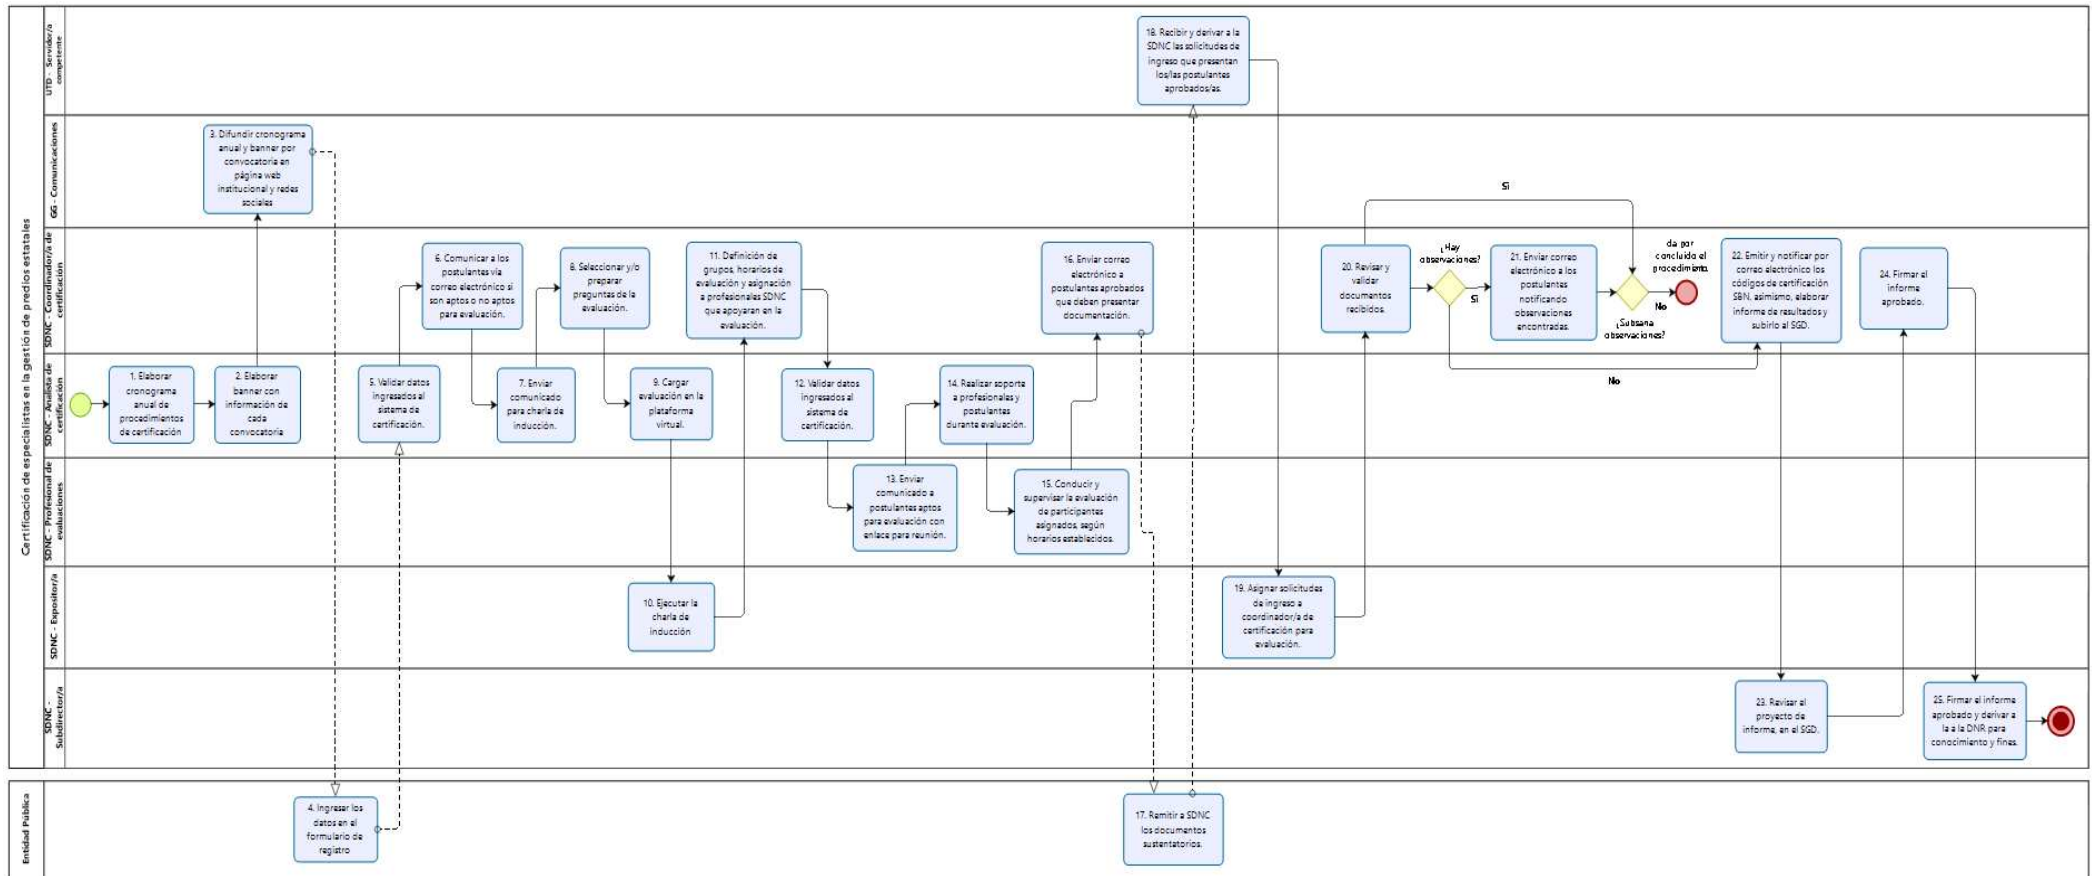 Certificación de especialistas en la gestión de predios estatales
UTD - Servidor/a
competente
18. Recibir y derivar a la
SDNC las solicitudes de
ingreso que presentan
los/las postulantes
aprobados/as.
GG - Comunicaciones
3. Difundir cronograma
anual y banner por
convocatoria en
página web
institucional y redes
sociales
SDNC - Coordinador/a de
certificación
6. Comunicar a los
postulantes vía
correo electrónico si
son aptos o no aptos
para evaluación.
8. Seleccionar y/o
preparar
preguntas de la
evaluación.
11. Definición de
grupos, horarios de
evaluación y asignación
a profesionales SDNC
que apoyaran en la
evaluación.
16. Enviar correo
electrónico a
postulantes aprobados
que deben presentar
documentación.
20. Revisar y
validar
documentos
recibidos.
Si
¿Hay
observaciones?
Si
No
21. Enviar correo
electrónico a los
postulantes
notificando
observaciones
encontradas.
¿Subsana
observaciones?
No
da por
concluido el
procedimiento.
22. Emitir y notificar por
correo electrónico los
códigos de certificación
SBN, asimismo, elaborar
informe de resultados y
subirlo al SGD.
24. Firmar el
informe
aprobado.
SDNC - Analista de
certificación
1. Elaborar
cronograma
anual de
procedimientos
de certificación
2. Elaborar
banner con
información de
cada
convocatoria
5. Validar datos
ingresados al
sistema de
certificación.
7. Enviar
comunicado
para charla de
inducción.
9. Cargar
evaluación en la
plataforma
virtual.
12. Validar datos
ingresados al
sistema de
certificación.
14. Realizar soporte
a profesionales y
postulantes
durante evaluación.
SDNC - Profesional de
evaluaciones
13. Enviar
comunicado a
postulantes aptos
para evaluación con
enlace para reunión.
15. Conducir y
supervisar la evaluación
de participantes
asignados, según
horarios establecidos.
SDNC - Expositor/a
10. Ejecutar la
charla de
inducción
19. Asignar solicitudes
de ingreso a
coordinador/a de
certificación para
evaluación.
SDNC -
Subdirector/a
23. Revisar el
proyecto de
informe, en el SGD.
25. Firmar el informe
aprobado y derivar a
la a la DNR para
conocimiento y fines.
Entidad Pública
4. Ingresar los
datos en el
formulario de
registro
17. Remitir a SDNC
los documentos
sustentatorios.